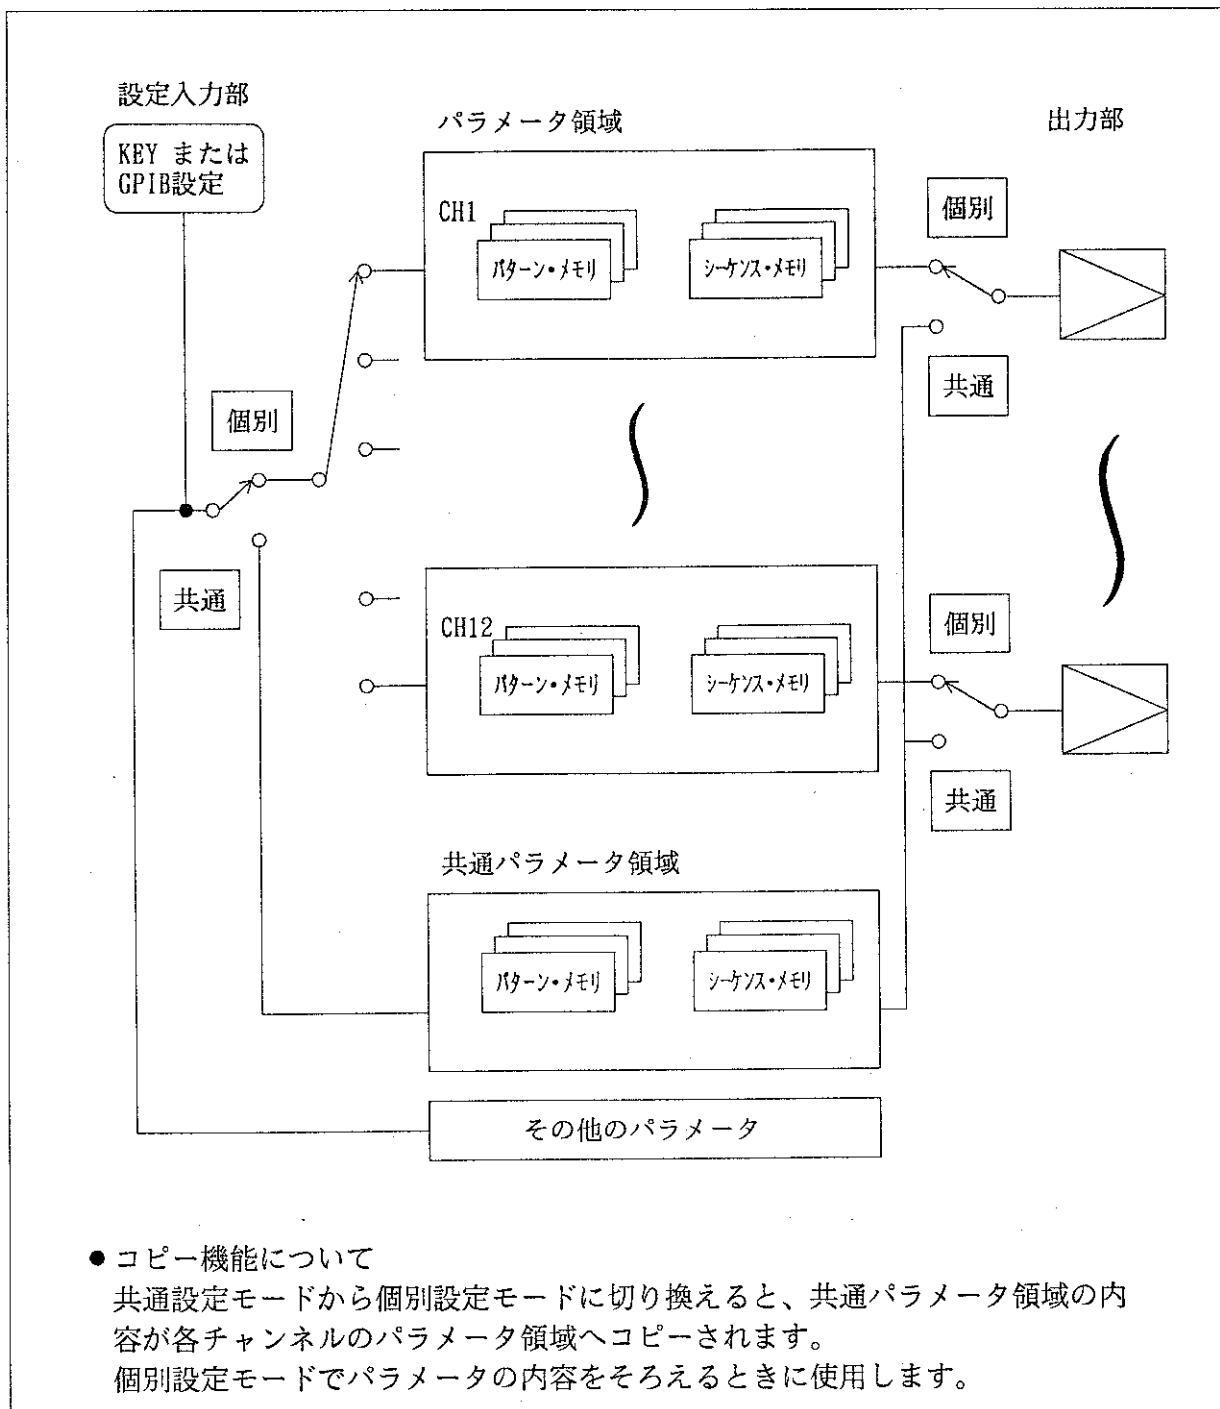 設定入力部
KEY または
GPIB設定
パラメータ領域
出力部
CH1
パターン・メモリ
シーケンス・メモリ
個別
共通
個別
共通
CH12
パターン・メモリ
シーケンス・メモリ
個別
共通
共通パラメータ領域
パターン・メモリ
シーケンス・メモリ
その他のパラメータ
●コピー機能について
共通設定モードから個別設定モードに切り換えると、共通パラメータ領域の内
容が各チャンネルのパラメータ領域へコピーされます。
個別設定モードでパラメータの内容をそろえるときに使用します。